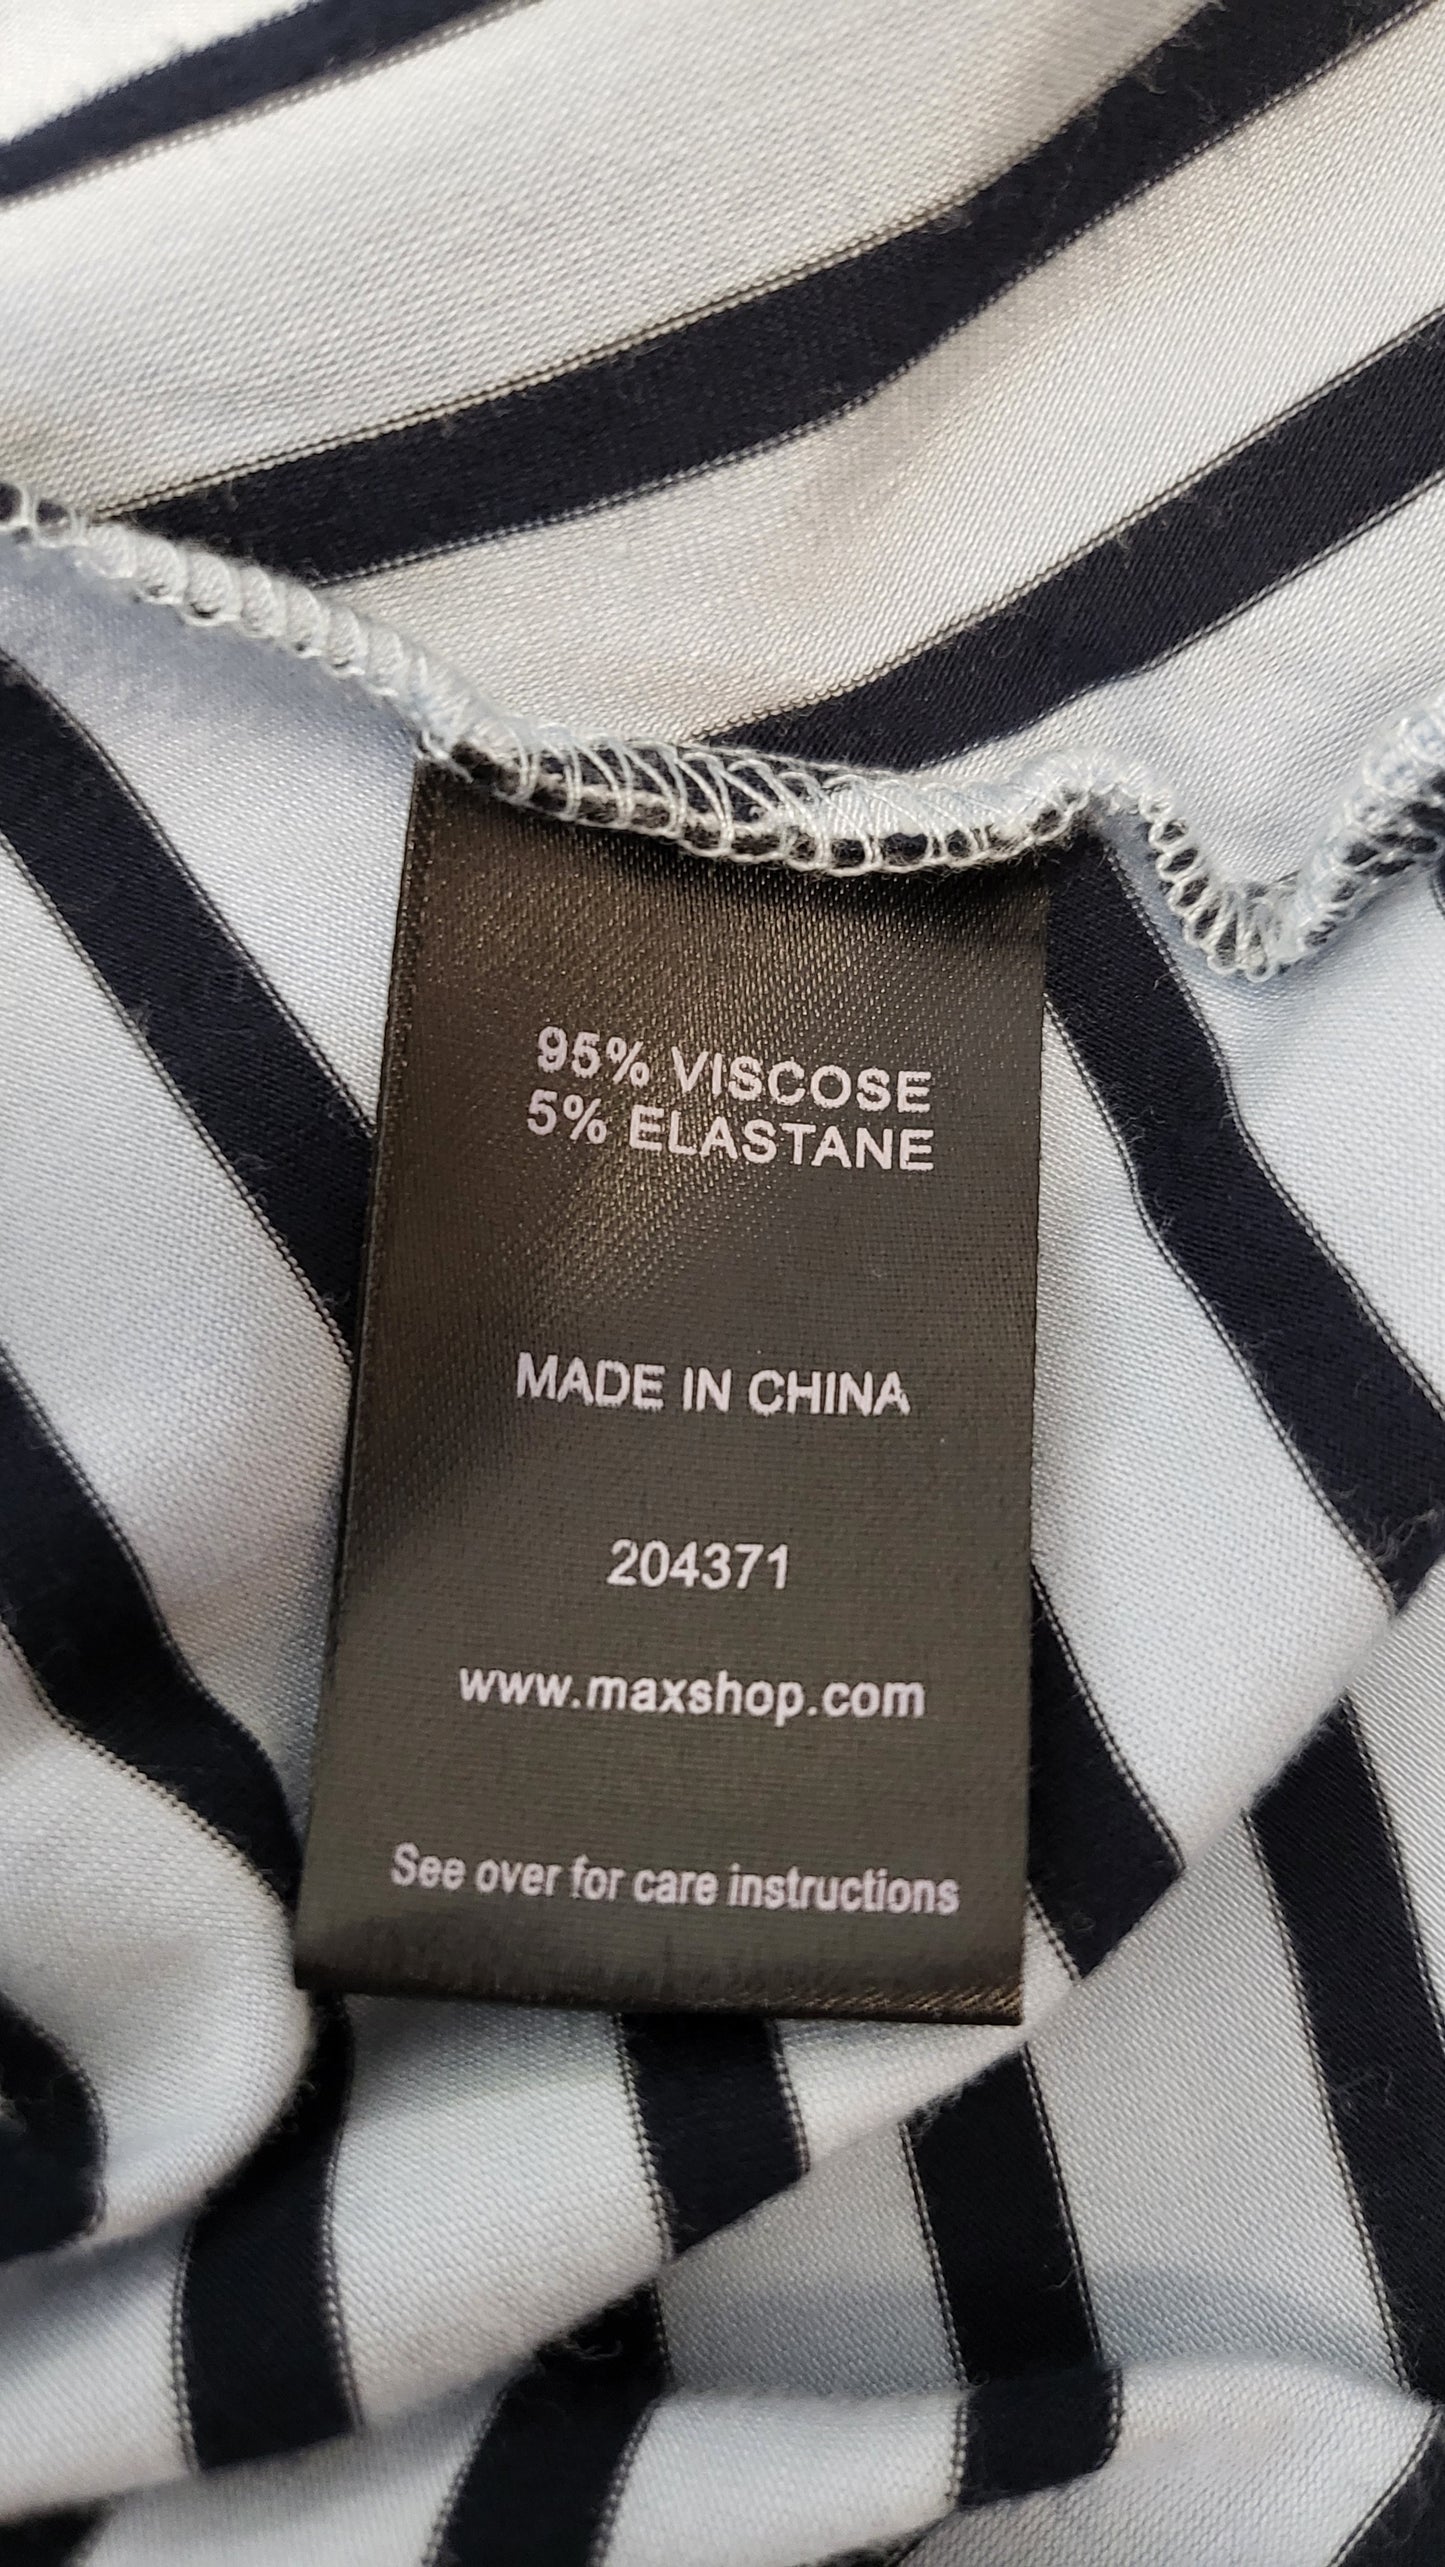 95% VISCOSE
5% ELASTANE
MADE IN CHINA
204371
www.maxshop.com
See over for care instructions